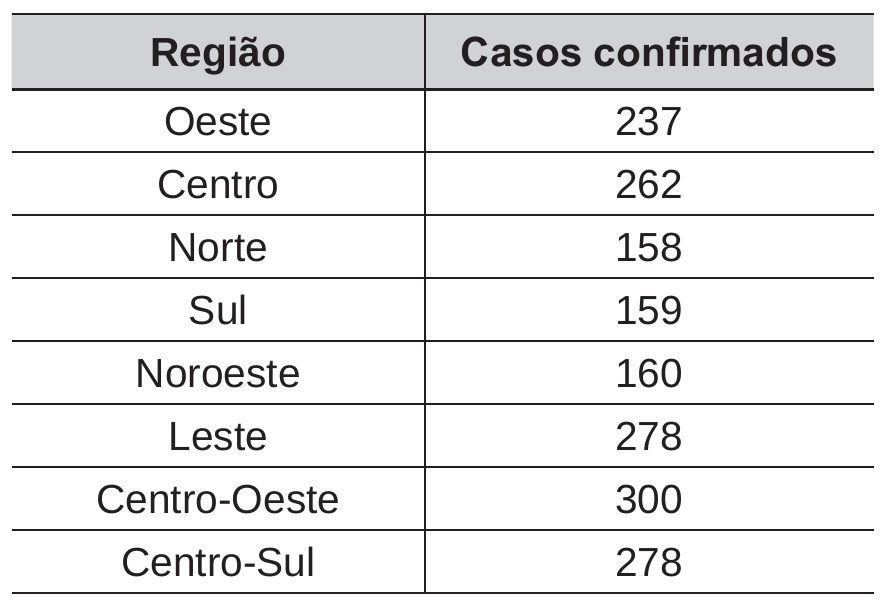 Região Casos confirmados
Oeste 237
Centro 262
Norte 158
Sul 159
Noroeste 160
Leste 278
Centro-Oeste 300
Centro-Sul 278